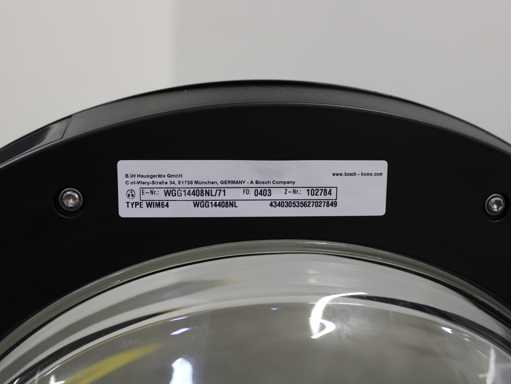 BSH Hausgeräte GmbH
www.bosch-home.com
Carl-Wery-Straße 34, 81739 München, GERMANY - A Bosch Company
E-Nr.: WGG14408NL/71 FD 0403 Z-Nr.: 102784
TYPE WIM64 WGG14408NL 434030535627027849